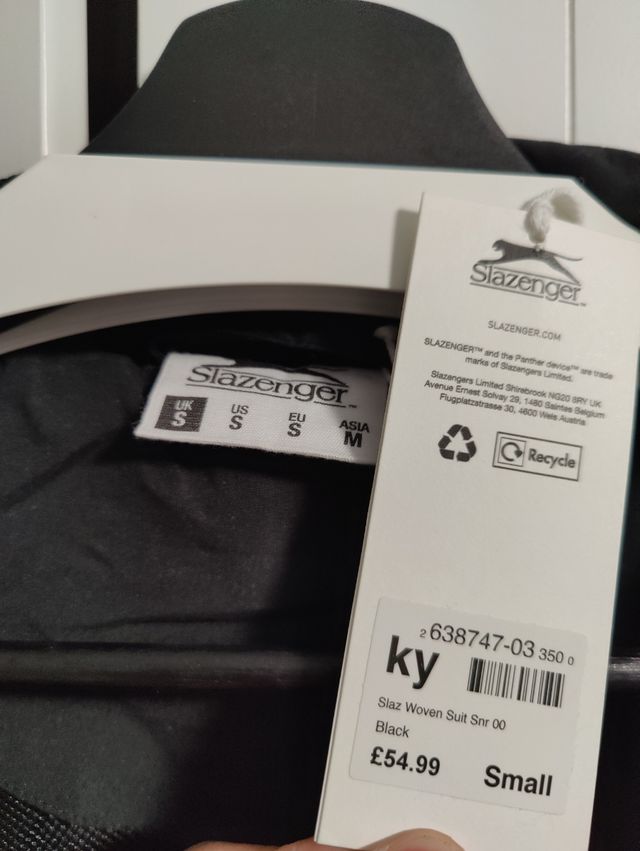 Slazenger
UK
S
US
S
EU
S
ASIA
M
Slazenger
SLAZENGER.COM
SLAZENGER™ and the Panther device™ are trade
marks of Slazengers Limited.
Slazengers Limited Shirebrook NG20 8RY UK
Avenue Ernest Solvay 29, 1480 Saintes Belgium
Flugplatzstrasse 30, 4600 Wels Austria
Recycle
2 638747-03 350 0
ky
Slaz Woven Suit Snr 00
Black
£54.99
Small